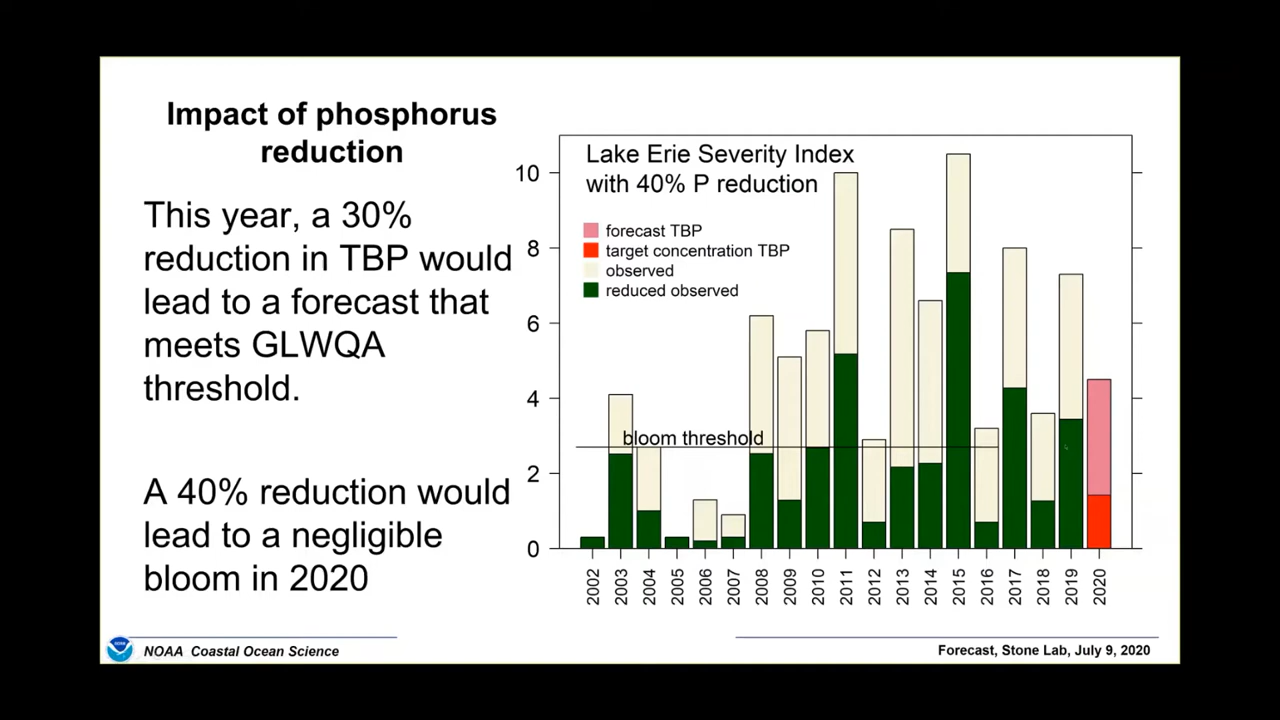 Impact of phosphorus
reduction
This year, a 30%
reduction in TBP would
lead to a forecast that
meets GLWQA
threshold.
A 40% reduction would
lead to a negligible
bloom in 2020
Lake Erie Severity Index
with 40% P reduction
forecast TBP
target concentration TBP
observed
reduced observed
bloom threshold
10
8
6
4
2
0
2002
2003
2004
2005
2006
2007
2008
2009
2010
2011
2012
2013
2014
2015
2016
2017
2018
2019
2020
NOAA Coastal Ocean Science
Forecast, Stone Lab, July 9, 2020